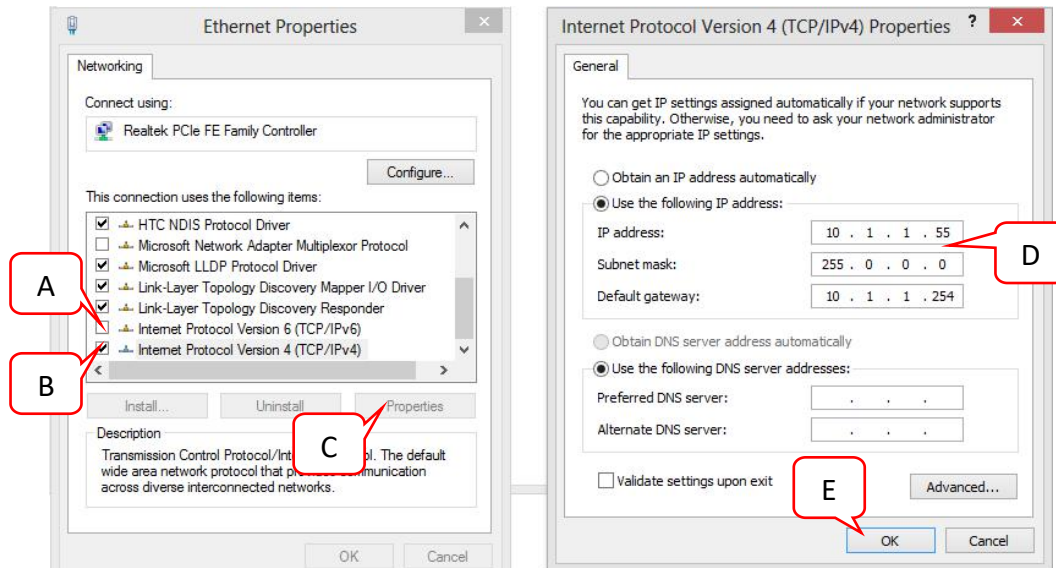 Ethernet Properties
Networking
Connect using:
Realtek PCIe FE Family Controller
Configure...
This connection uses the following items:
HTC NDIS Protocol Driver
Microsoft Network Adapter Multiplexor Protocol
Microsoft LLDP Protocol Driver
Link-Layer Topology Discovery Mapper I/O Driver
Link-Layer Topology Discovery Responder
Internet Protocol Version 6 (TCP/IPv6)
Internet Protocol Version 4 (TCP/IPv4)
A
B
Install...
Uninstall
Properties
C
Description
Transmission Control Protocol/Int ol. The default
wide area network protocol that munication
across diverse interconnected networks.
OK
Cancel
Internet Protocol Version 4 (TCP/IPv4) Properties ?
General
You can get IP settings assigned automatically if your network supports
this capability. Otherwise, you need to ask your network administrator
for the appropriate IP settings.
Obtain an IP address automatically
Use the following IP address:
IP address: 10 . 1 . 1 . 55
Subnet mask: 255 . 0 . 0 . 0
Default gateway: 10 . 1 . 1 . 254
D
Obtain DNS server address automatically
Use the following DNS server addresses:
Preferred DNS server: . . .
Alternate DNS server: . . .
Validate settings upon exit
E
Advanced...
OK
Cancel